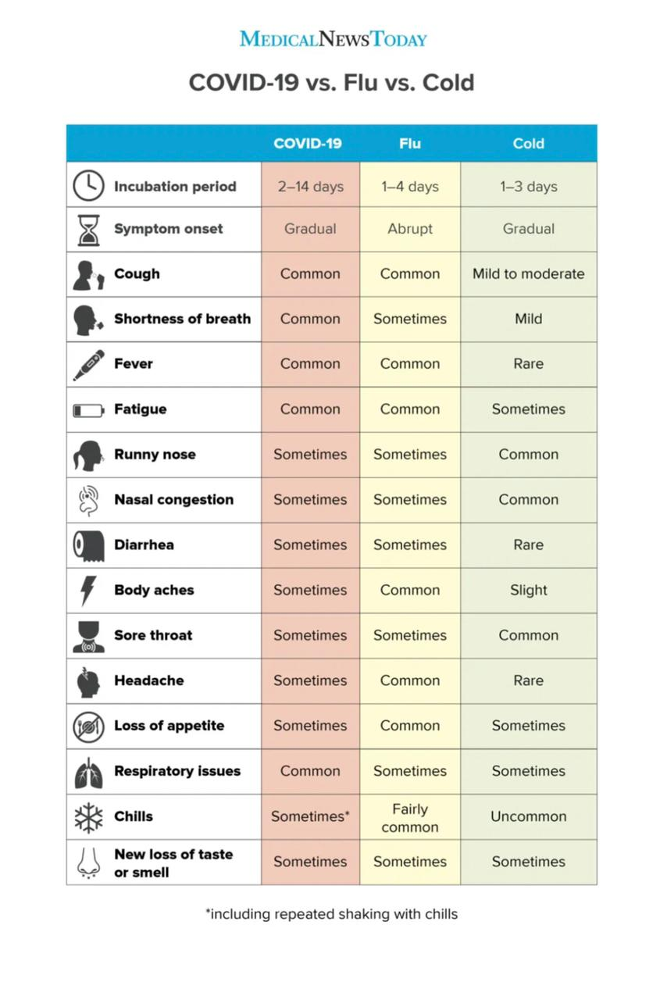 MEDICALNEWSTODAY
COVID-19 vs. Flu vs. Cold
COVID-19 Flu Cold
Incubation period 2–14 days 1–4 days 1–3 days
Symptom onset Gradual Abrupt Gradual
Cough Common Common Mild to moderate
Shortness of breath Common Sometimes Mild
Fever Common Common Rare
Fatigue Common Common Sometimes
Runny nose Sometimes Sometimes Common
Nasal congestion Sometimes Sometimes Common
Diarrhea Sometimes Sometimes Rare
Body aches Sometimes Common Slight
Sore throat Sometimes Sometimes Common
Headache Sometimes Common Rare
Loss of appetite Sometimes Common Sometimes
Respiratory issues Common Sometimes Sometimes
Chills Sometimes* Fairly
common Uncommon
New loss of taste
or smell Sometimes Sometimes Sometimes
*including repeated shaking with chills